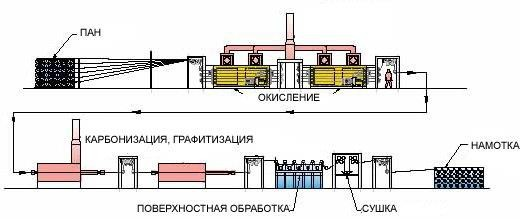 ПАН
ОКИСЛЕНИЕ
КАРБОНИЗАЦИЯ, ГРАФИТИЗАЦИЯ
НАМОТКА
ПОВЕРХНОСТНАЯ ОБРАБОТКА
СУШКА